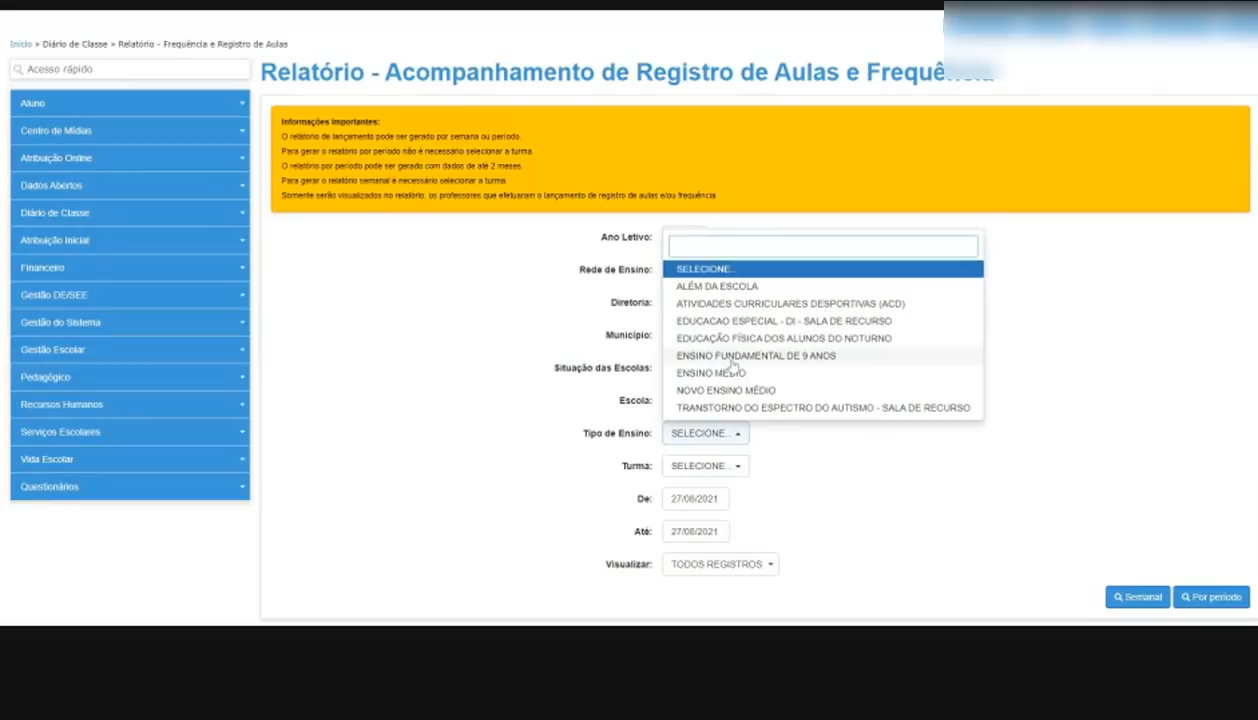 Início » Diário de Classe » Relatório - Frequência e Registro de Aulas
Acesso rápido
Relatório - Acompanhamento de Registro de Aulas e Frequência
Aluno
Centro de Mídias
Atribuição Online
Dados Abertos
Diário de Classe
Atribuição Inicial
Financeiro
Gestão DE/SEE
Gestão do Sistema
Gestão Escolar
Pedagógico
Recursos Humanos
Serviços Escolares
Vida Escolar
Questionários
Informações Importantes:
O relatório de lançamento pode ser gerado por semana ou período.
Para gerar o relatório por período não é necessário selecionar a turma.
O relatório por período pode ser gerado com dados de até 2 meses.
Para gerar o relatório semanal é necessário selecionar a turma.
Somente serão visualizados no relatório, os professores que efetuaram o lançamento de registro de aulas e/ou frequência
Ano Letivo:
Rede de Ensino:
Diretoria:
Município:
Situação das Escolas:
Escola:
SELECIONE...
ALÉM DA ESCOLA
ATIVIDADES CURRICULARES DESPORTIVAS (ACD)
EDUCACAO ESPECIAL - DI - SALA DE RECURSO
EDUCAÇÃO FÍSICA DOS ALUNOS DO NOTURNO
ENSINO FUNDAMENTAL DE 9 ANOS
ENSINO MÉDIO
NOVO ENSINO MÉDIO
TRANSTORNO DO ESPECTRO DO AUTISMO - SALA DE RECURSO
Tipo de Ensino: SELECIONE...
Turma: SELECIONE...
De: 27/08/2021
Até: 27/08/2021
Visualizar: TODOS REGISTROS
Semanal Por período